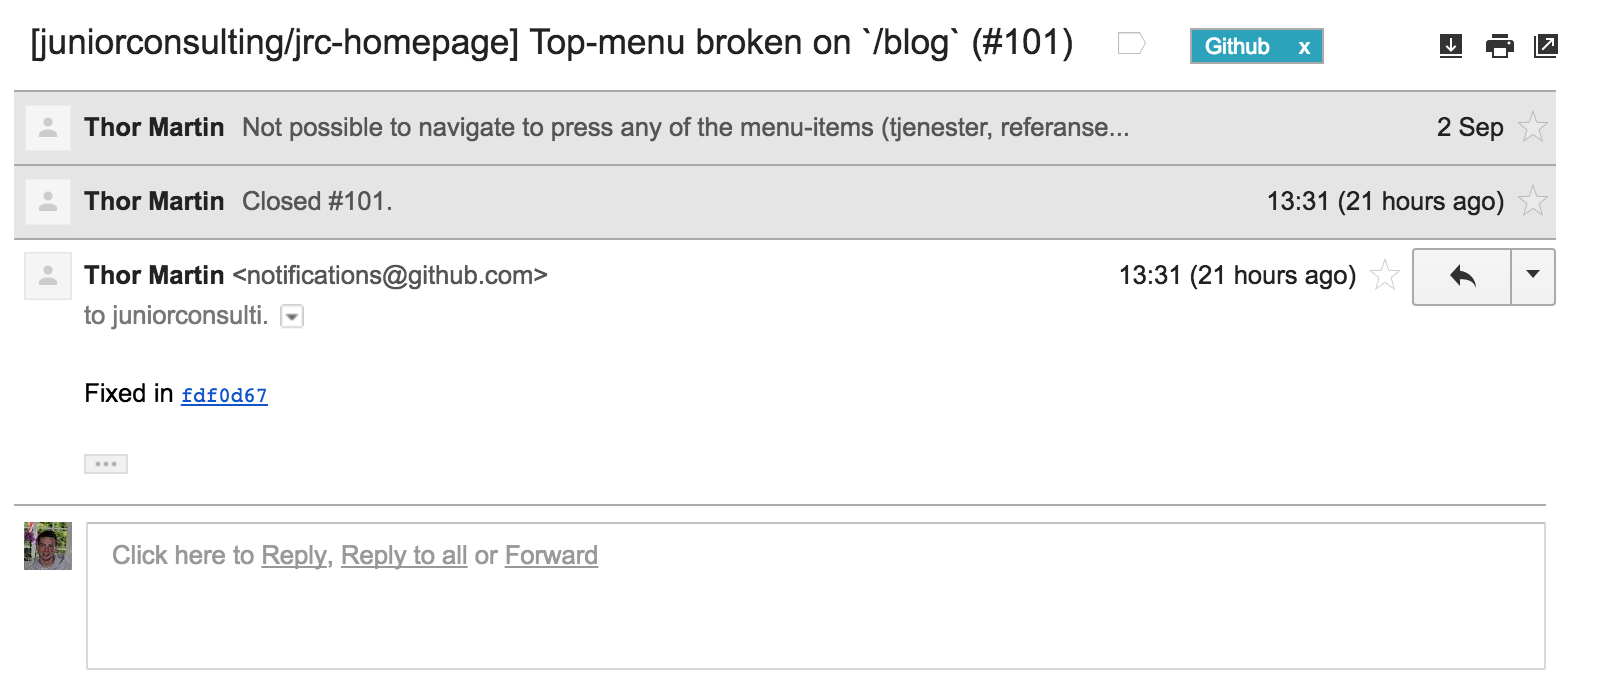 [juniorconsulting/jrc-homepage] Top-menu broken on `/blog` (#101) Github x
Thor Martin Not possible to navigate to press any of the menu-items (tjenester, referanse... 2 Sep
Thor Martin Closed #101. 13:31 (21 hours ago)
Thor Martin <notifications@github.com> 13:31 (21 hours ago)
to juniorconsulti.
Fixed in fdf0d67
Click here to Reply, Reply to all or Forward